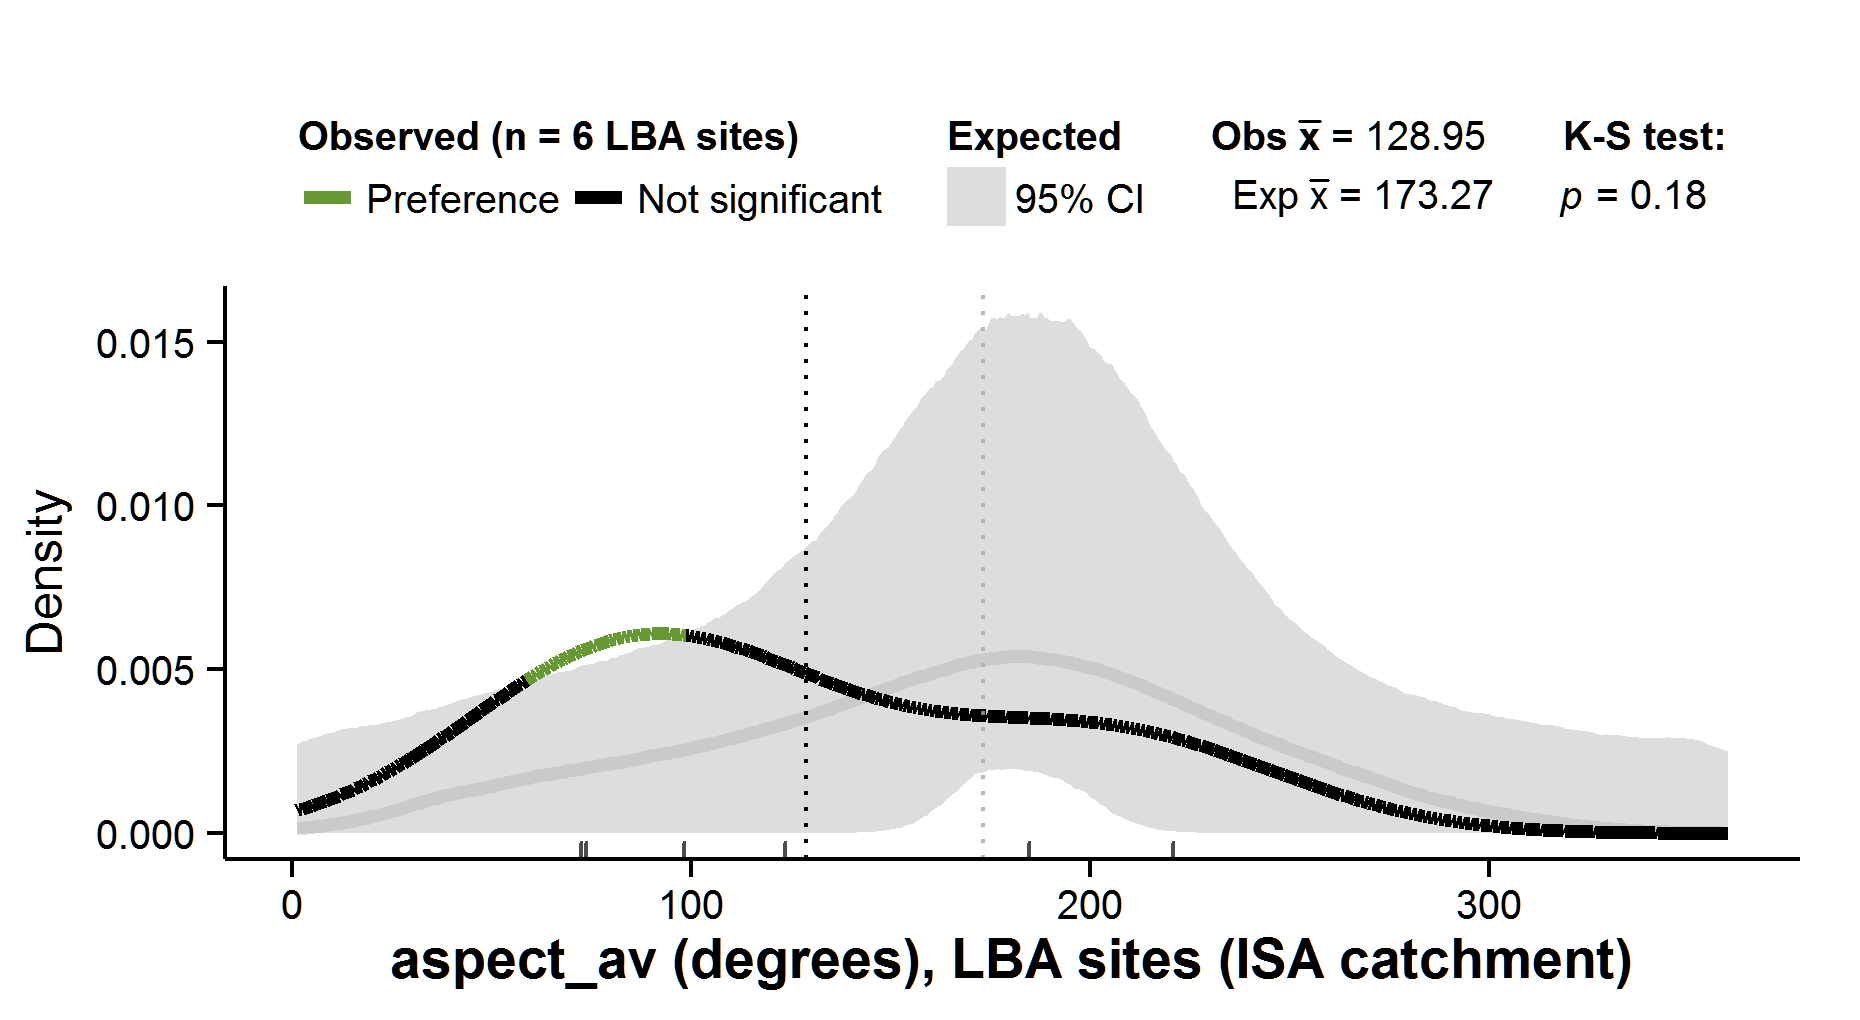 Observed (n = 6 LBA sites) Expected Obs x̅ = 128.95 K-S test:
Preference Not significant 95% CI Exp x̅ = 173.27 p = 0.18
0.015
0.010
0.005
0.000
Density
0 100 200 300
aspect_av (degrees), LBA sites (ISA catchment)